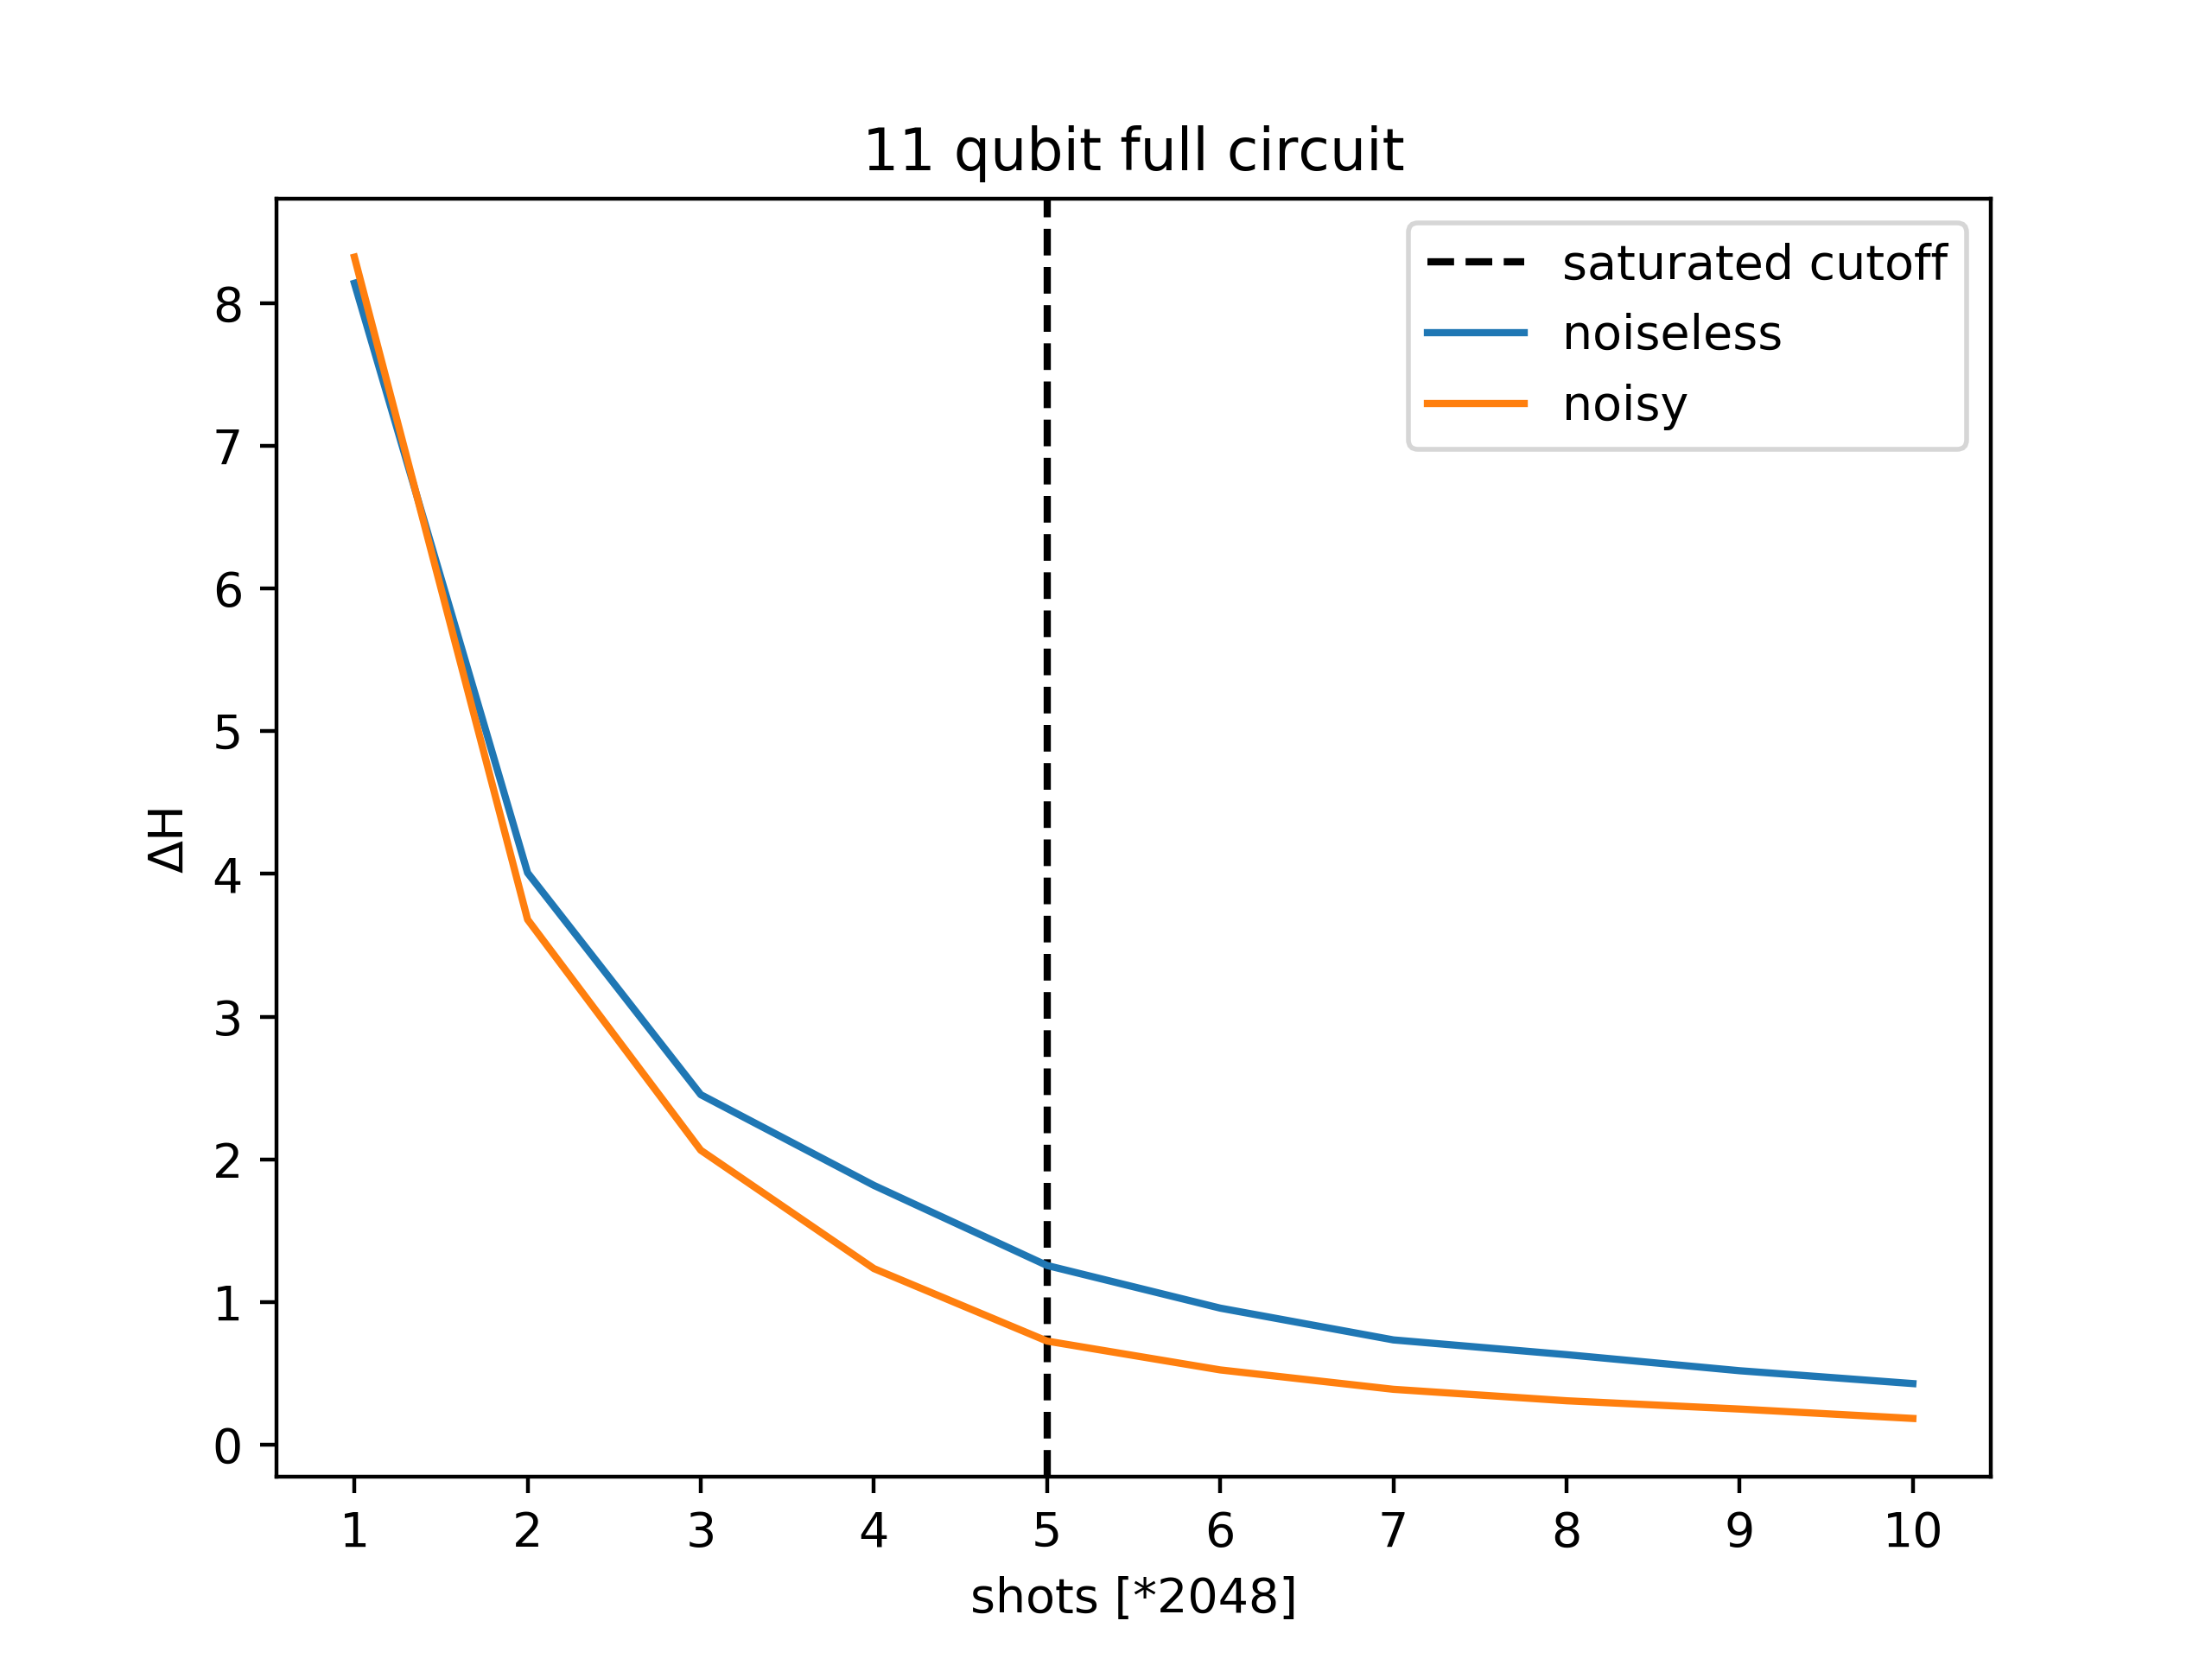 11 qubit full circuit
saturated cutoff
noiseless
noisy
8
7
6
5
4
3
2
1
0
ΔH
1 2 3 4 5 6 7 8 9 10
shots [*2048]